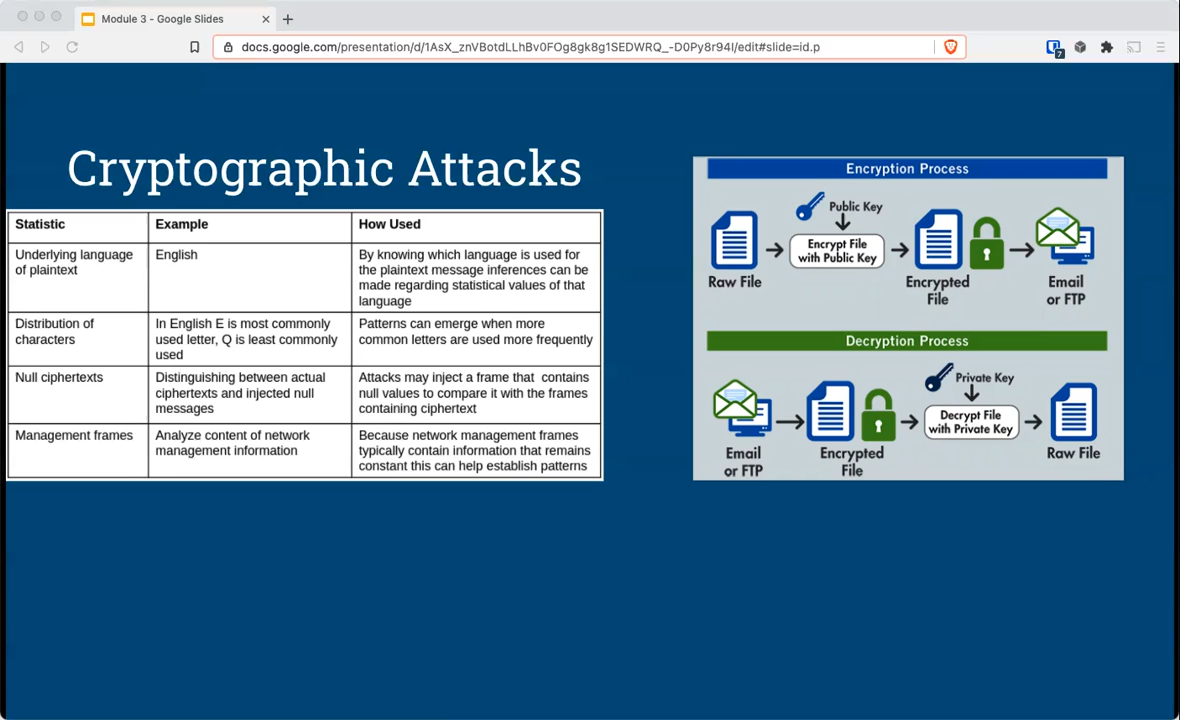 Module 3 - Google Slides
docs.google.com/presentation/d/1AsX_znVBotdLLhBv0FOg8gk8g1SEDWRQ_-D0Py8r94I/edit#slide=id.p
7
Cryptographic Attacks
Statistic
Example
How Used
Underlying language
of plaintext
English
By knowing which language is used for
the plaintext message inferences can be
made regarding statistical values of that
language
Distribution of
characters
In English E is most commonly
used letter, Q is least commonly
used
Patterns can emerge when more
common letters are used more frequently
Null ciphertexts
Distinguishing between actual
ciphertexts and injected null
messages
Attacks may inject a frame that contains
null values to compare it with the frames
containing ciphertext
Management frames
Analyze content of network
management information
Because network management frames
typically contain information that remains
constant this can help establish patterns
Encryption Process
Public Key
Encrypt File
with Public Key
Raw File
Encrypted
File
Email
or FTP
Decryption Process
Private Key
Decrypt File
with Private Key
Email
or FTP
Encrypted
File
Raw File